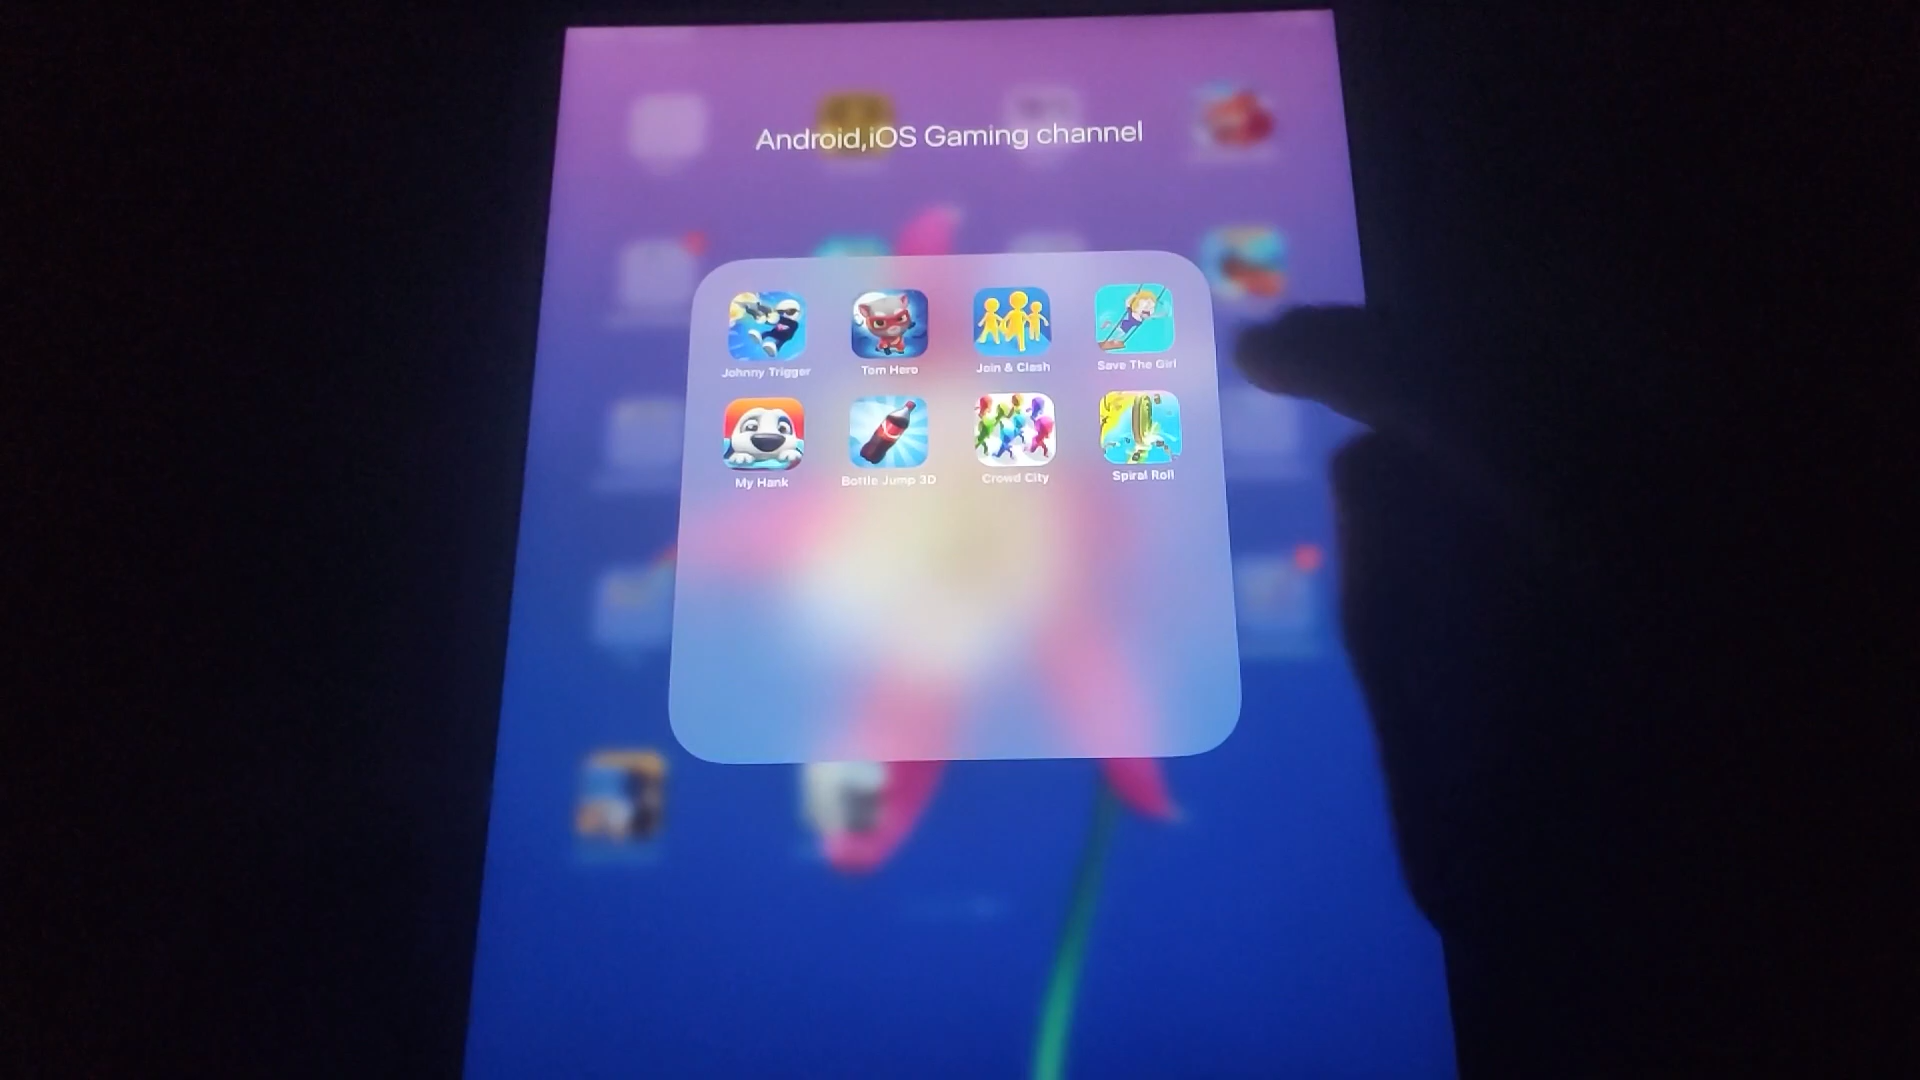 Android,iOS Gaming channel
Johnny Trigger
Tom Hero
Join & Clash
Save The Girl
My Hank
Bottle Jump 3D
Crowd City
Spiral Roll